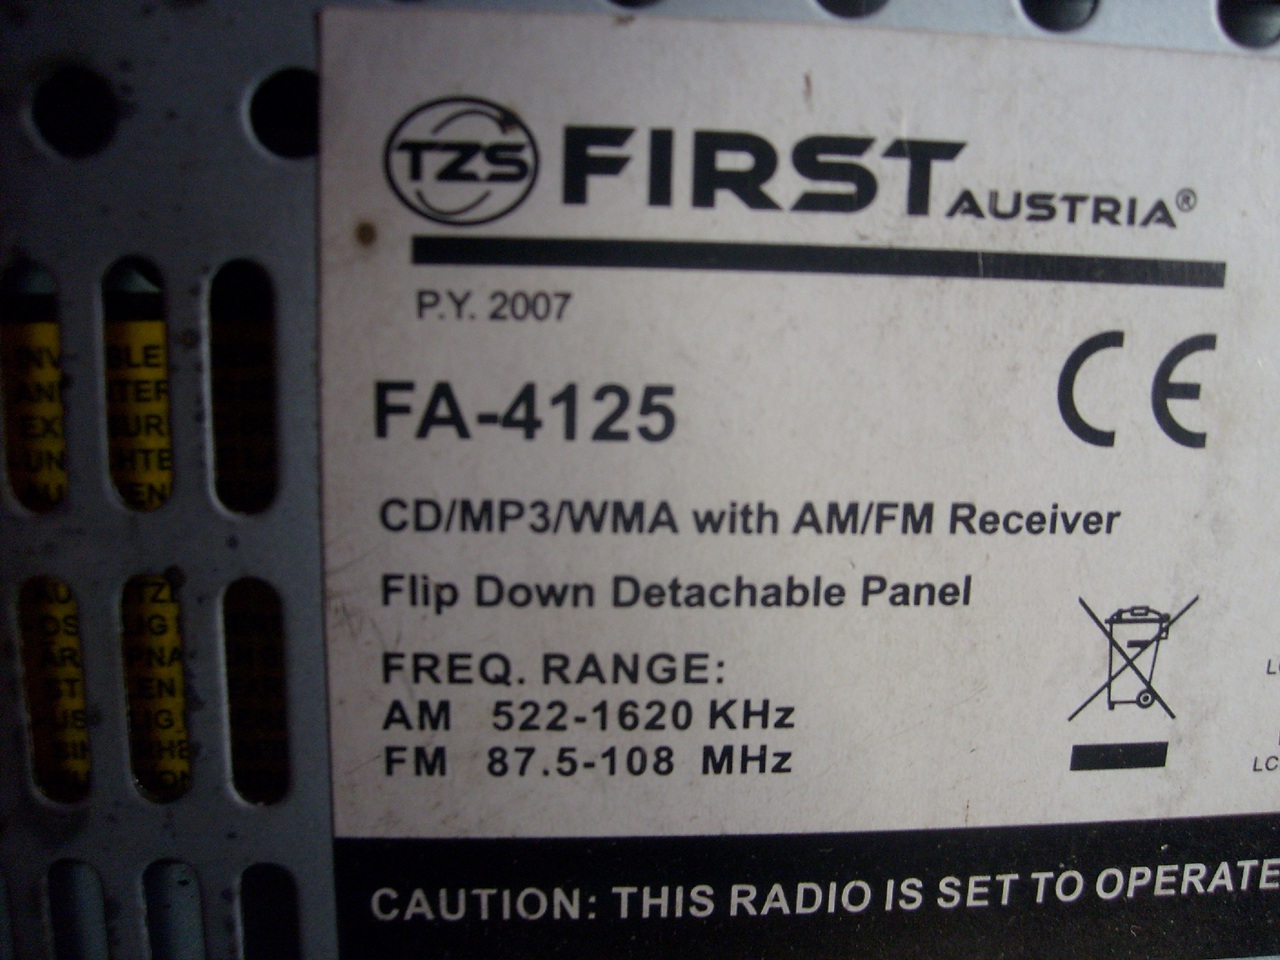 TZS FIRST AUSTRIA®
P.Y. 2007
FA-4125
CE
CD/MP3/WMA with AM/FM Receiver
Flip Down Detachable Panel
FREQ. RANGE:
AM 522-1620 KHz
FM 87.5-108 MHz
LC
CAUTION: THIS RADIO IS SET TO OPERATE